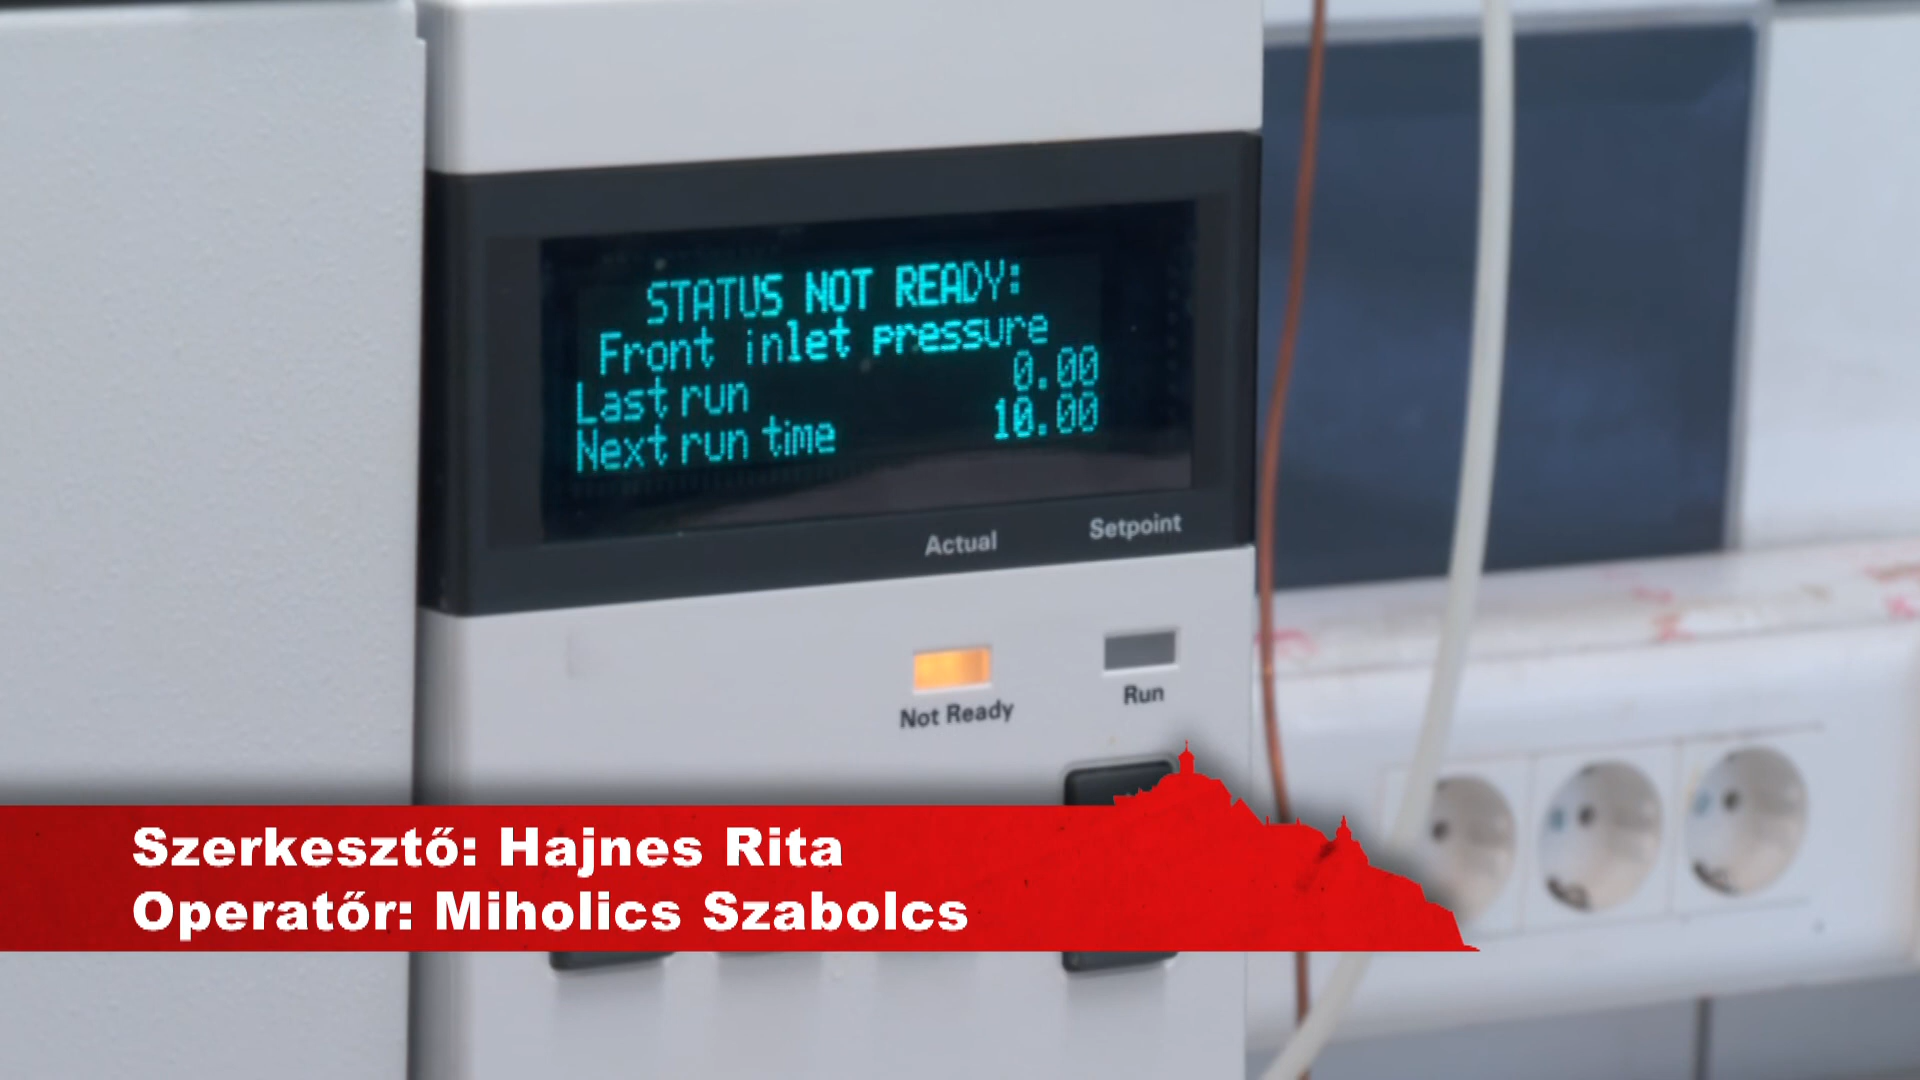 STATUS NOT READY:
Front inlet pressure
Last run 0.00
Next run time 10.00
Actual Setpoint
Not Ready Run
Szerkesztő: Hajnes Rita
Operatőr: Miholics Szabolcs